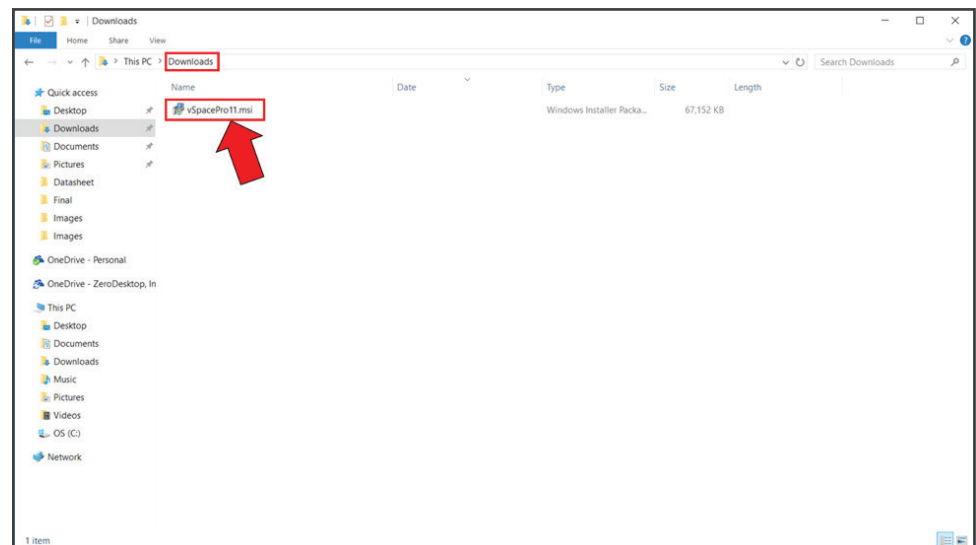 Downloads
File Home Share View
This PC > Downloads
Search Downloads
Name Date Type Size Length
Quick access
Desktop
Downloads
Documents
Pictures
Datasheet
Final
Images
Images
OneDrive - Personal
OneDrive - ZeroDesktop, In
This PC
Desktop
Documents
Downloads
Music
Pictures
Videos
OS (C:)
Network
vSpacePro11.msi Windows Installer Packa... 67,152 KB
1 item